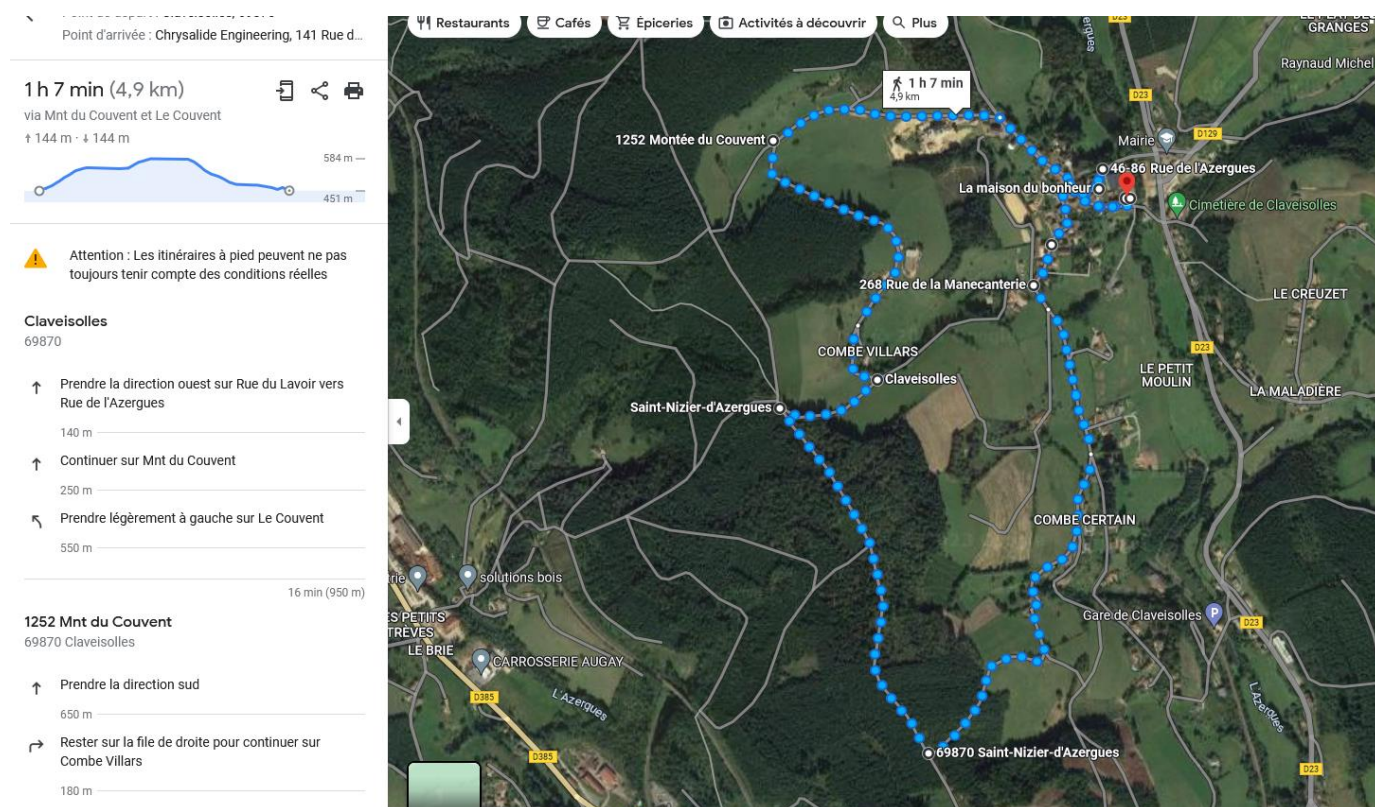 Point d'arrivée : Chrysalide Engineering, 141 Rue d...
1 h 7 min (4,9 km)
via Mnt du Couvent et Le Couvent
↑ 144 m · ↓ 144 m
584 m
451 m
Attention : Les itinéraires à pied peuvent ne pas
toujours tenir compte des conditions réelles
Claveisolles
69870
Prendre la direction ouest sur Rue du Lavoir vers
Rue de l'Azergues
140 m
Continuer sur Mnt du Couvent
250 m
Prendre légèrement à gauche sur Le Couvent
550 m
16 min (950 m)
1252 Mnt du Couvent
69870 Claveisolles
Prendre la direction sud
650 m
Rester sur la file de droite pour continuer sur
Combe Villars
180 m
Restaurants
Cafés
Épiceries
Activités à découvrir
Plus
D23
GRANGES
Raynaud Michel
1 h 7 min
4,9 km
D23
1252 Montée du Couvent
Mairie
D129
46-86 Rue de l'Azergues
La maison du bonheur
Cimetière de Claveisolles
268 Rue de la Manecanterie
LE CREUZET
COMBE VILLARS
D23
LE PETIT
MOULIN
Claveisolles
LA MALADIÈRE
Saint-Nizier-d'Azergues
COMBE CERTAIN
solutions bois
Gare de Claveisolles
P
D23
LE BRIE
CARROSSERIE AUGAY
D385
L'Azergues
L'Azergues
69870 Saint-Nizier-d'Azergues
D385
D23